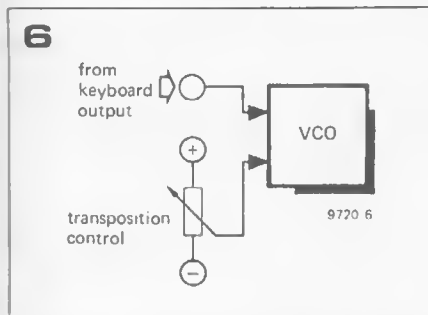 6
from
keyboard
output
VCO
+
transposition
control
−
9720 6